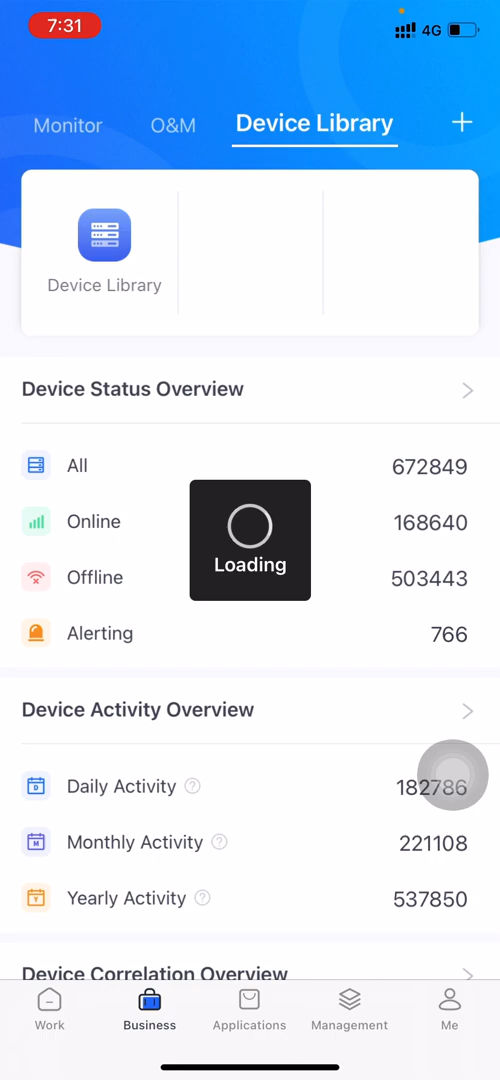 7:31
4G
Monitor
O&M
Device Library
Device Library
Device Status Overview
All
672849
Online
168640
Loading
Offline
503443
Alerting
766
Device Activity Overview
Daily Activity ?
182786
Monthly Activity ?
221108
Yearly Activity ?
537850
Device Correlation Overview
Work
Business
Applications
Management
Me